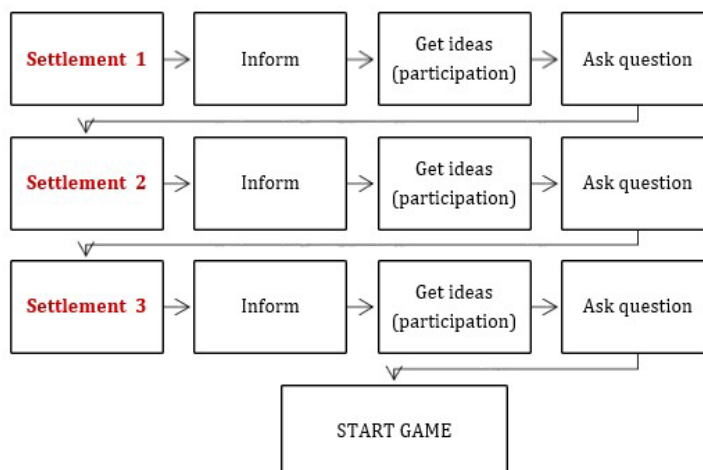 Settlement 1
Inform
Get ideas
(participation)
Ask question
Settlement 2
Inform
Get ideas
(participation)
Ask question
Settlement 3
Inform
Get ideas
(participation)
Ask question
START GAME